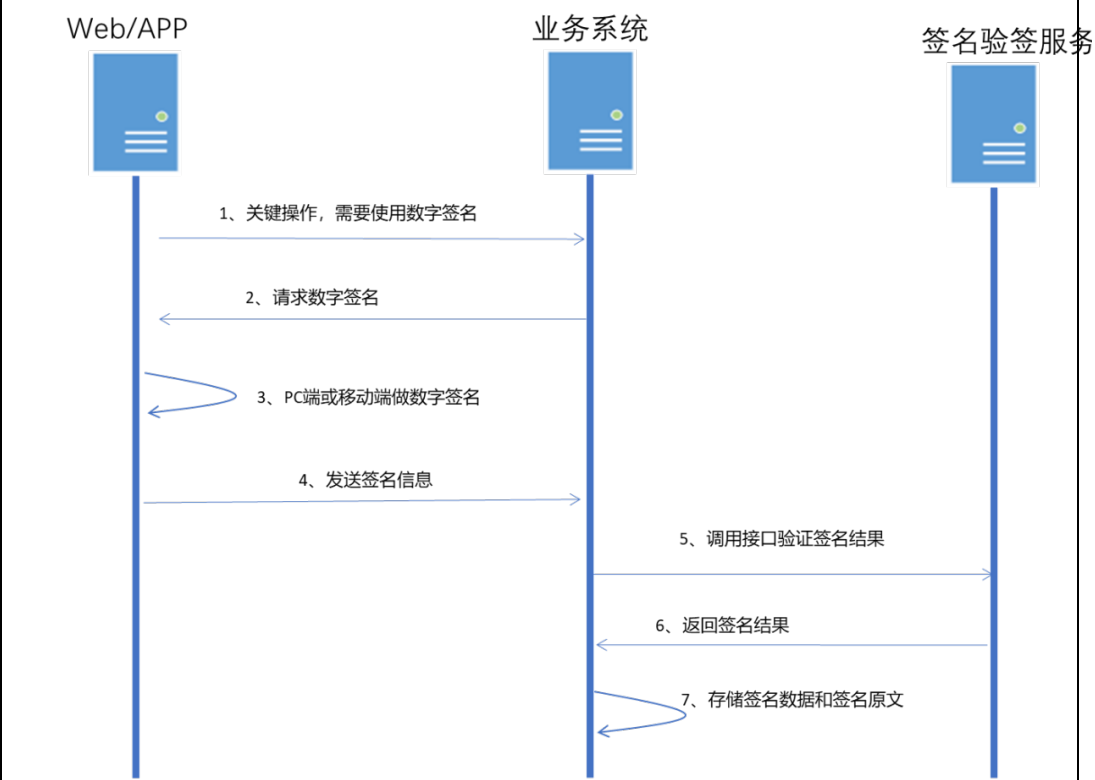 Web/APP
业务系统
签名验签服务
1、关键操作，需要使用数字签名
2、请求数字签名
3、PC端或移动端做数字签名
4、发送签名信息
5、调用接口验证签名结果
6、返回签名结果
7、存储签名数据和签名原文